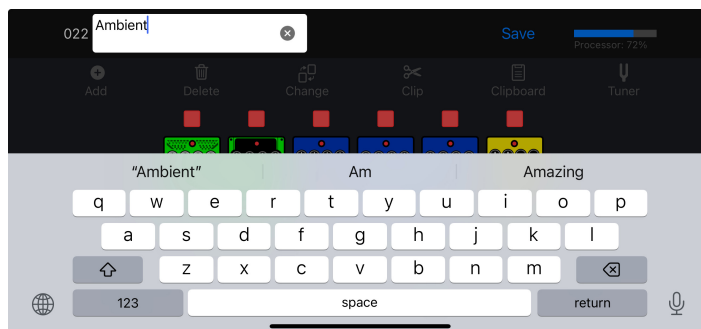 022 Ambient Save
Processor: 72%
Add Delete Change Clip Clipboard Tuner
“Ambient” Am Amazing
q w e r t y u i o p
a s d f g h j k l
z x c v b n m
123 space return